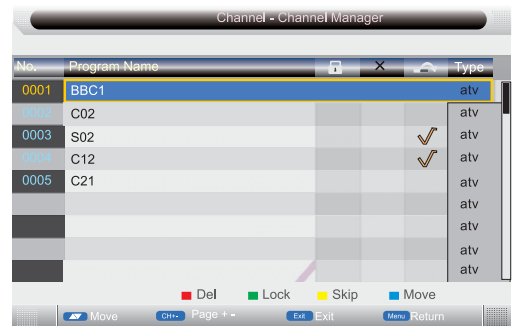 Channel - Channel Manager
No. Program Name × Type
0001 BBC1 atv
0002 C02 atv
0003 S02 atv
0004 C12 atv
0005 C21 atv
atv
atv
atv
atv
Del Lock Skip Move
Move CH+- Page + - Exit Exit Menu Return